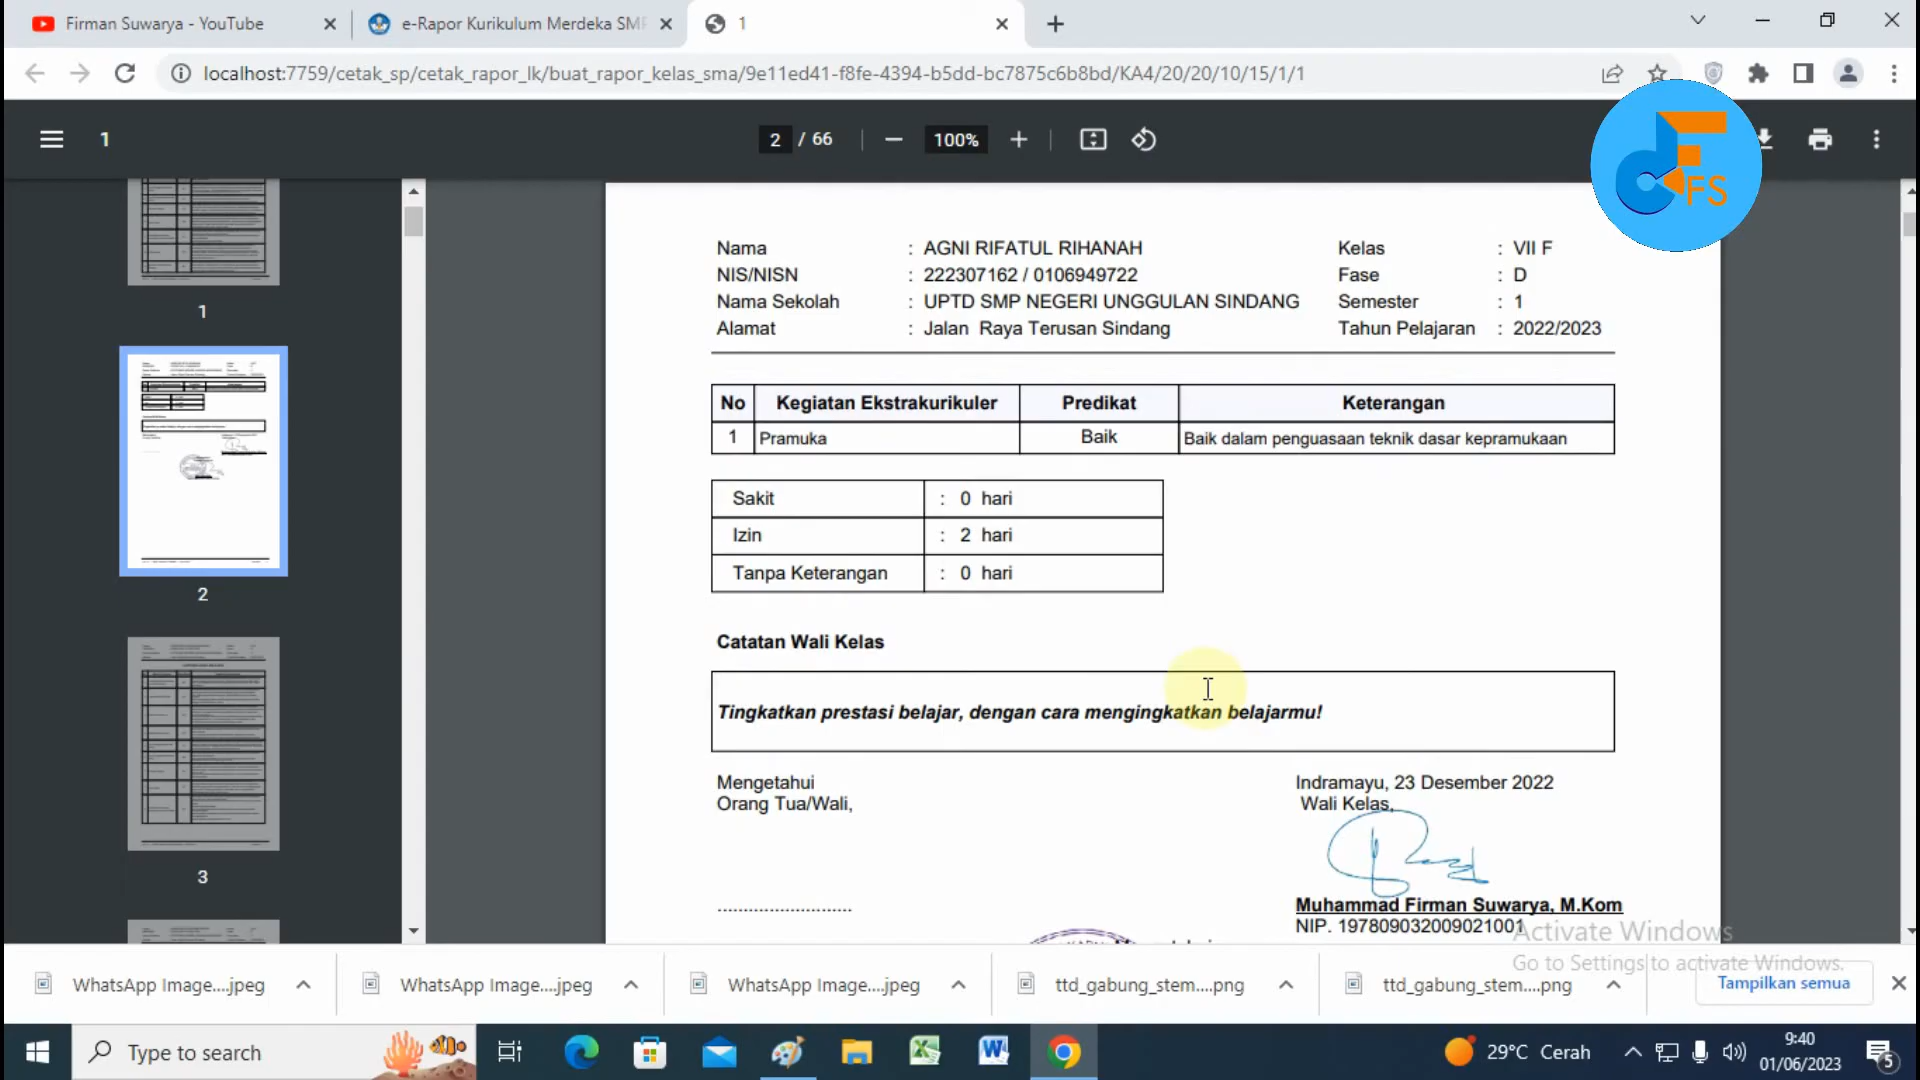 Firman Suwarya - YouTube
e-Rapor Kurikulum Merdeka SMP
1
localhost:7759/cetak_sp/cetak_rapor_lk/buat_rapor_kelas_sma/9e11ed41-f8fe-4394-b5dd-bc7875c6b8bd/KA4/20/20/10/15/1/1
1
2 / 66
100%
FS
Nama : AGNI RIFATUL RIHANAH Kelas : VII F
NIS/NISN : 222307162 / 0106949722 Fase : D
Nama Sekolah : UPTD SMP NEGERI UNGGULAN SINDANG Semester : 1
Alamat : Jalan Raya Terusan Sindang Tahun Pelajaran : 2022/2023
No Kegiatan Ekstrakurikuler Predikat Keterangan
1 Pramuka Baik Baik dalam penguasaan teknik dasar kepramukaan
Sakit : 0 hari
Izin : 2 hari
Tanpa Keterangan : 0 hari
Catatan Wali Kelas
Tingkatkan prestasi belajar, dengan cara mengingkatkan belajarmu!
Mengetahui Indramayu, 23 Desember 2022
Orang Tua/Wali, Wali Kelas,
Muhammad Firman Suwarya, M.Kom
NIP. 197809032009021001
1
2
3
Activate Windows
Go to Settings to activate Windows.
WhatsApp Image....jpeg
WhatsApp Image....jpeg
WhatsApp Image....jpeg
ttd_gabung_stem....png
ttd_gabung_stem....png
Tampilkan semua
Type to search
29°C Cerah
9:40
01/06/2023
5